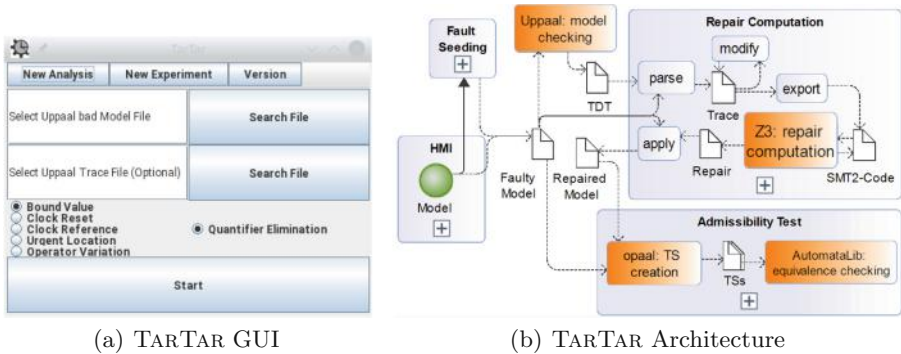 TarTar
New Analysis
New Experiment
Version
Select Uppaal bad Model File
Search File
Select Uppaal Trace File (Optional)
Search File
Bound Value
Clock Reset
Clock Reference
Urgent Location
Operator Variation
Quantifier Elimination
Start
(a) TARTAR GUI
Fault
Seeding
HMI
Model
Uppaal: model
checking
TDT
Faulty
Model
Repaired
Model
Repair Computation
modify
parse
Trace
export
apply
Repair
Z3: repair
computation
SMT2-Code
Admissibility Test
opaal: TS
creation
TSs
AutomataLib:
equivalence checking
(b) TARTAR Architecture